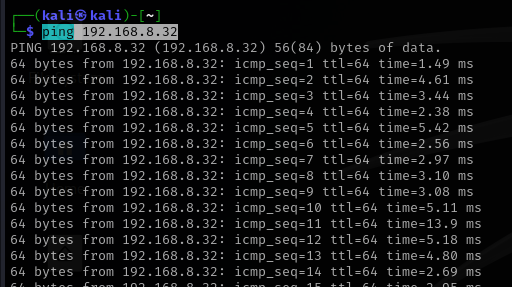 ┌──(kali㉿kali)-[~]
└─$ ping 192.168.8.32
PING 192.168.8.32 (192.168.8.32) 56(84) bytes of data.
64 bytes from 192.168.8.32: icmp_seq=1 ttl=64 time=1.49 ms
64 bytes from 192.168.8.32: icmp_seq=2 ttl=64 time=4.61 ms
64 bytes from 192.168.8.32: icmp_seq=3 ttl=64 time=3.44 ms
64 bytes from 192.168.8.32: icmp_seq=4 ttl=64 time=2.38 ms
64 bytes from 192.168.8.32: icmp_seq=5 ttl=64 time=5.42 ms
64 bytes from 192.168.8.32: icmp_seq=6 ttl=64 time=2.56 ms
64 bytes from 192.168.8.32: icmp_seq=7 ttl=64 time=2.97 ms
64 bytes from 192.168.8.32: icmp_seq=8 ttl=64 time=3.10 ms
64 bytes from 192.168.8.32: icmp_seq=9 ttl=64 time=3.08 ms
64 bytes from 192.168.8.32: icmp_seq=10 ttl=64 time=5.11 ms
64 bytes from 192.168.8.32: icmp_seq=11 ttl=64 time=13.9 ms
64 bytes from 192.168.8.32: icmp_seq=12 ttl=64 time=5.18 ms
64 bytes from 192.168.8.32: icmp_seq=13 ttl=64 time=4.80 ms
64 bytes from 192.168.8.32: icmp_seq=14 ttl=64 time=2.69 ms
64 bytes from 192.168.8.32: icmp_seq=15 ttl=64